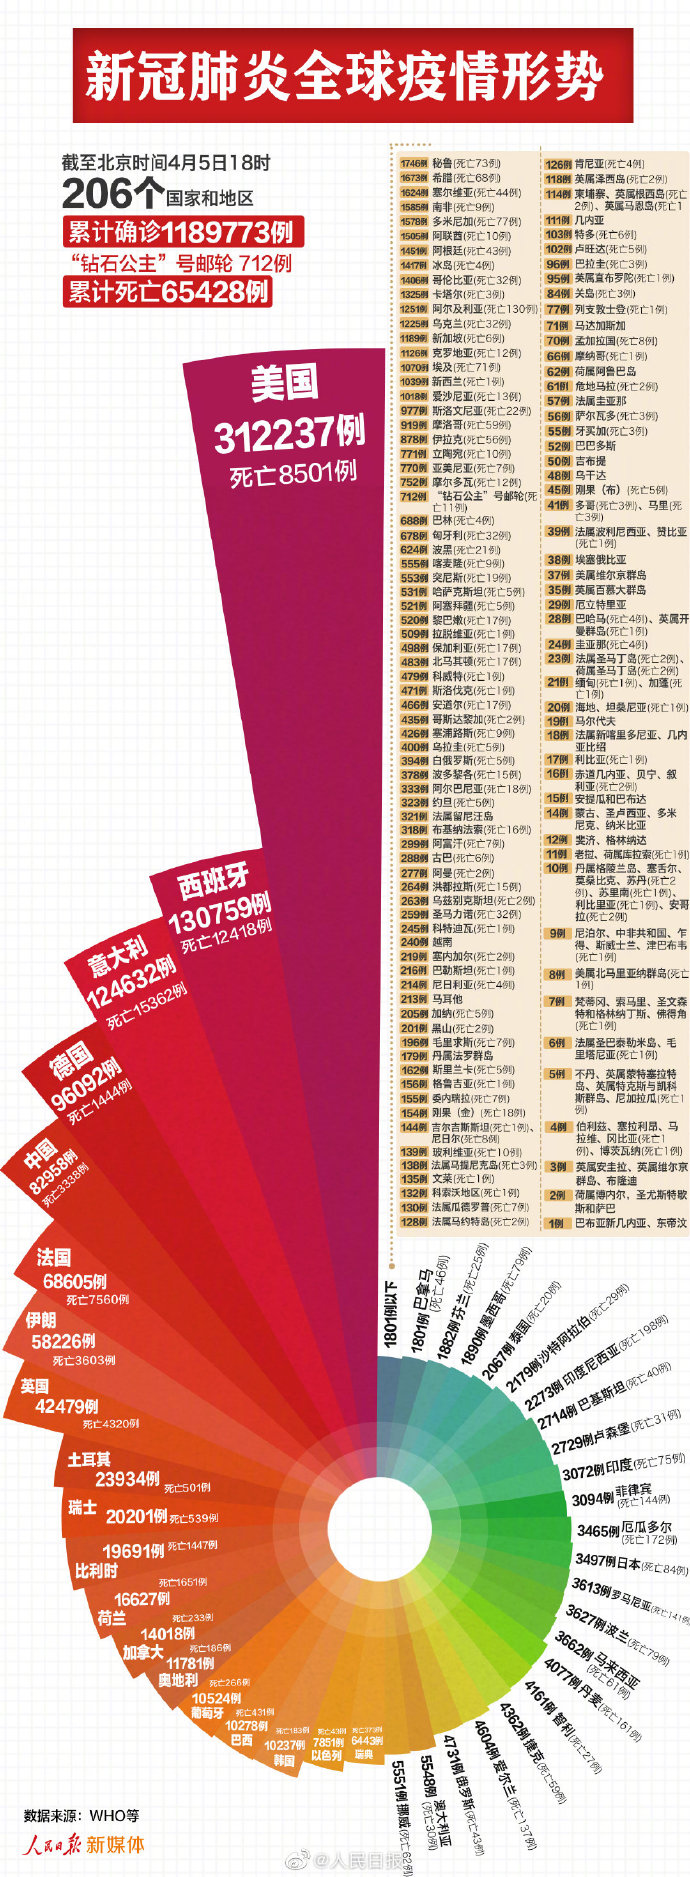 新冠肺炎全球疫情形势
截至北京时间4月5日18时
206个国家和地区
累计确诊1189773例
“钻石公主”号邮轮 712例
累计死亡65428例
美国
312237例
死亡8501例
西班牙
130759例
死亡12418例
意大利
124632例
死亡15362例
德国
96092例
死亡1444例
中国
82958例
死亡3338例
法国
68605例
死亡7560例
伊朗
58226例
死亡3603例
英国
42479例
死亡4320例
土耳其
23934例
死亡501例
瑞士
20201例 死亡539例
19691例 死亡1447例
比利时
死亡1651例
16627例
荷兰
死亡233例
14018例
加拿大
死亡186例
11781例
奥地利
死亡266例
10524例
葡萄牙
死亡431例
10278例
巴西
死亡183例
10237例
韩国
死亡43例
7851例
以色列
死亡373例
6443例
瑞典
1746例 秘鲁(死亡73例)
1673例 希腊(死亡68例)
1624例 塞尔维亚(死亡44例)
1585例 南非(死亡9例)
1578例 多米尼加(死亡77例)
1505例 阿联酋(死亡10例)
1451例 阿根廷(死亡43例)
1417例 冰岛(死亡4例)
1406例 哥伦比亚(死亡32例)
1325例 卡塔尔(死亡3例)
1251例 阿尔及利亚(死亡130例)
1225例 乌克兰(死亡32例)
1189例 新加坡(死亡6例)
1126例 克罗地亚(死亡12例)
1070例 埃及(死亡71例)
1039例 新西兰(死亡1例)
1018例 爱沙尼亚(死亡13例)
977例 斯洛文尼亚(死亡22例)
919例 摩洛哥(死亡59例)
878例 伊拉克(死亡56例)
771例 立陶宛(死亡10例)
770例 亚美尼亚(死亡7例)
752例 摩尔多瓦(死亡12例)
712例 “钻石公主”号邮轮(死
亡11例)
688例 巴林(死亡4例)
678例 匈牙利(死亡32例)
624例 波黑(死亡21例)
555例 喀麦隆(死亡9例)
553例 突尼斯(死亡19例)
531例 哈萨克斯坦(死亡5例)
521例 阿塞拜疆(死亡5例)
520例 黎巴嫩(死亡17例)
509例 拉脱维亚(死亡1例)
498例 保加利亚(死亡17例)
483例 北马其顿(死亡17例)
479例 科威特(死亡1例)
471例 斯洛伐克(死亡1例)
466例 安道尔(死亡17例)
435例 哥斯达黎加(死亡2例)
426例 塞浦路斯(死亡9例)
400例 乌拉圭(死亡5例)
394例 白俄罗斯(死亡5例)
378例 波多黎各(死亡15例)
333例 阿尔巴尼亚(死亡18例)
323例 约旦(死亡5例)
321例 法属留尼汪岛
318例 布基纳法索(死亡16例)
299例 阿富汗(死亡7例)
288例 古巴(死亡6例)
277例 阿曼(死亡2例)
264例 洪都拉斯(死亡15例)
263例 乌兹别克斯坦(死亡2例)
259例 圣马力诺(死亡32例)
245例 科特迪瓦(死亡1例)
240例 越南
219例 塞内加尔(死亡2例)
216例 巴勒斯坦(死亡1例)
214例 尼日利亚(死亡4例)
213例 马耳他
205例 加纳(死亡5例)
201例 黑山(死亡2例)
196例 毛里求斯(死亡7例)
179例 丹属法罗群岛
162例 斯里兰卡(死亡5例)
156例 格鲁吉亚(死亡1例)
155例 委内瑞拉(死亡7例)
154例 刚果（金）(死亡18例)
144例 吉尔吉斯斯坦(死亡1例)、
尼日尔(死亡8例)
139例 玻利维亚(死亡10例)
138例 法属马提尼克岛(死亡3例)
135例 文莱(死亡1例)
132例 科索沃地区(死亡1例)
130例 法属瓜德罗普(死亡7例)
128例 法属马约特岛(死亡2例)
126例 肯尼亚(死亡4例)
118例 英属泽西岛(死亡2例)
114例 柬埔寨、英属根西岛(死亡
2例)、英属马恩岛(死亡1
111例 几内亚
103例 特多(死亡6例)
102例 卢旺达(死亡5例)
96例 巴拉圭(死亡3例)
95例 英属直布罗陀(死亡1例)
84例 关岛(死亡3例)
77例 列支敦士登(死亡1例)
71例 马达加斯加
70例 孟加拉国(死亡8例)
66例 摩纳哥(死亡1例)
62例 荷属阿鲁巴岛
61例 危地马拉(死亡2例)
57例 法属圭亚那
56例 萨尔瓦多(死亡3例)
55例 牙买加(死亡3例)
52例 巴巴多斯
50例 吉布提
48例 乌干达
45例 刚果（布）(死亡5例)
41例 多哥(死亡3例)、马里(死
亡3例)
39例 法属波利尼西亚、赞比亚
(死亡1例)
38例 埃塞俄比亚
37例 美属维尔京群岛
35例 英属百慕大群岛
29例 厄立特里亚
28例 巴哈马(死亡4例)、英属开
曼群岛(死亡1例)
24例 圭亚那(死亡4例)
23例 法属圣马丁岛(死亡2例)、
荷属圣马丁岛(死亡2例)
21例 缅甸(死亡1例)、加蓬(死
亡1例)
20例 海地、坦桑尼亚(死亡1例)
19例 马尔代夫
18例 法属新喀里多尼亚、几内
亚比绍
17例 利比亚(死亡1例)
16例 赤道几内亚、贝宁、叙
利亚(死亡2例)
15例 安提瓜和巴布达
14例 蒙古、圣卢西亚、多米
尼克、纳米比亚
12例 斐济、格林纳达
11例 老挝、荷属库拉索(死亡1例)
10例 丹属格陵兰岛、塞舌尔、
莫桑比克、苏丹(死亡2
例)、苏里南(死亡1例)、
利比里亚(死亡1例)、安哥
拉(死亡2例)
9例 尼泊尔、中非共和国、乍
得、斯威士兰、津巴布韦
(死亡1例)
8例 美属北马里亚纳群岛(死亡
1例)
7例 梵蒂冈、索马里、圣文森
特和格林纳丁斯、佛得角
(死亡1例)
6例 法属圣巴泰勒米岛、毛
里塔尼亚(死亡1例)
5例 不丹、英属蒙特塞拉特
岛、英属特克斯与凯科
斯群岛、尼加拉瓜(死亡1
例)
4例 伯利兹、塞拉利昂、马
拉维、冈比亚(死亡1
例)、博茨瓦纳(死亡1例)
3例 英属安圭拉、英属维尔京
群岛、布隆迪
2例 荷属博内尔、圣尤斯特歇
斯和萨巴
1例 巴布亚新几内亚、东帝汶
1801例以下
1801例 巴拿马
(死亡46例)
1882例 芬兰(死亡25例)
1890例 墨西哥(死亡79例)
2067例 泰国(死亡20例)
2179例 沙特阿拉伯(死亡29例)
2273例 印度尼西亚(死亡198例)
2714例 巴基斯坦(死亡40例)
2729例 卢森堡(死亡31例)
3072例 印度(死亡75例)
3094例 菲律宾
(死亡144例)
3465例 厄瓜多尔
(死亡172例)
3497例 日本(死亡84例)
3613例 罗马尼亚(死亡141例)
3627例 波兰(死亡79例)
3662例 马来西亚
(死亡61例)
4077例 丹麦(死亡161例)
4161例 智利(死亡27例)
4362例 捷克(死亡59例)
4604例 爱尔兰(死亡137例)
4731例 俄罗斯(死亡43例)
5548例 澳大利亚
(死亡30例)
5551例 挪威(死亡62例)
数据来源：WHO等
人民日报 新媒体
@人民日报